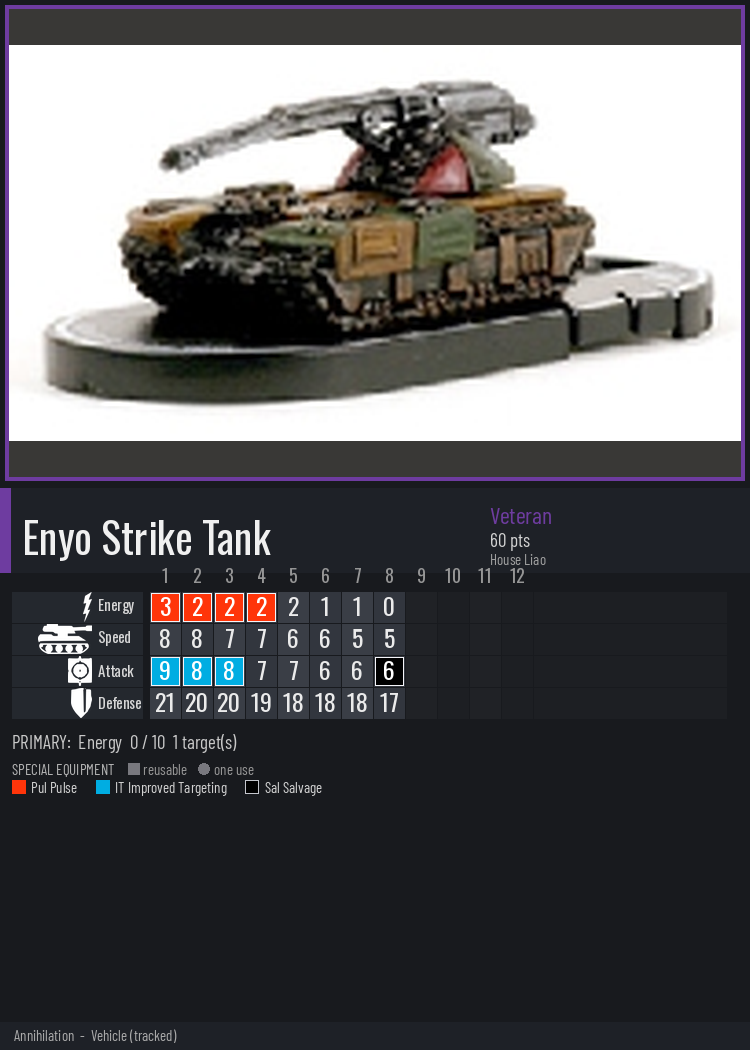 Enyo Strike Tank
Veteran
60 pts
House Liao
1 2 3 4 5 6 7 8 9 10 11 12
Energy 3 2 2 2 2 1 1 0
Speed 8 8 7 7 6 6 5 5
Attack 9 8 8 7 7 6 6 6
Defense 21 20 20 19 18 18 18 17
PRIMARY: Energy 0 / 10 1 target(s)
SPECIAL EQUIPMENT reusable one use
Pul Pulse IT Improved Targeting Sal Salvage
Annihilation - Vehicle (tracked)